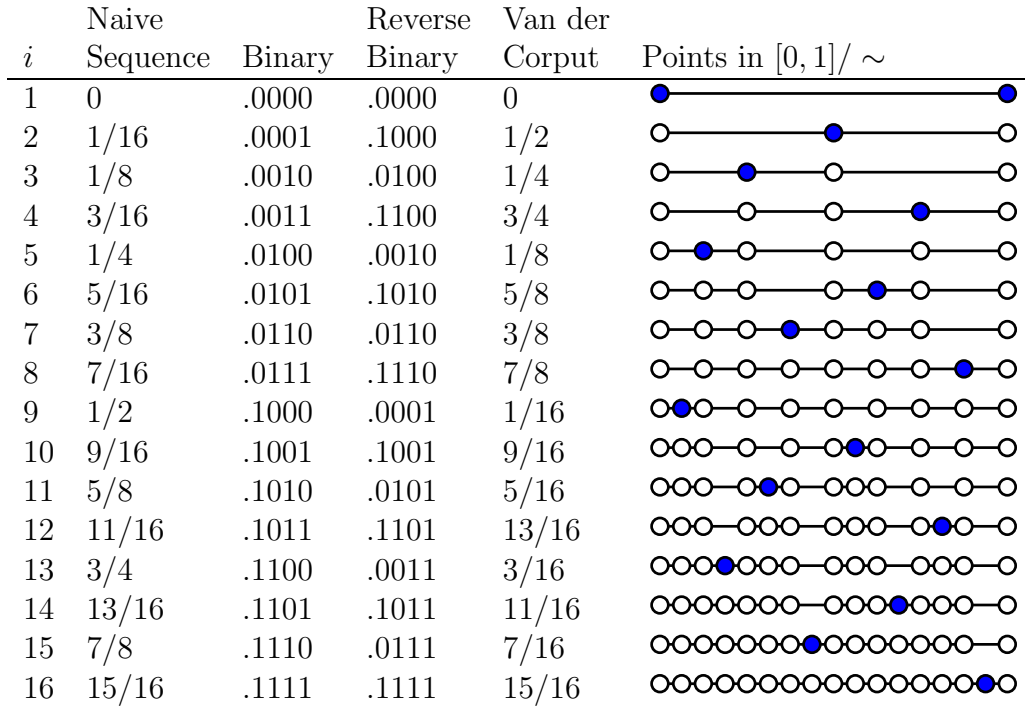 Naive Reverse Van der
i Sequence Binary Binary Corput Points in [0, 1]/ ∼
1 0 .0000 .0000 0
2 1/16 .0001 .1000 1/2
3 1/8 .0010 .0100 1/4
4 3/16 .0011 .1100 3/4
5 1/4 .0100 .0010 1/8
6 5/16 .0101 .1010 5/8
7 3/8 .0110 .0110 3/8
8 7/16 .0111 .1110 7/8
9 1/2 .1000 .0001 1/16
10 9/16 .1001 .1001 9/16
11 5/8 .1010 .0101 5/16
12 11/16 .1011 .1101 13/16
13 3/4 .1100 .0011 3/16
14 13/16 .1101 .1011 11/16
15 7/8 .1110 .0111 7/16
16 15/16 .1111 .1111 15/16